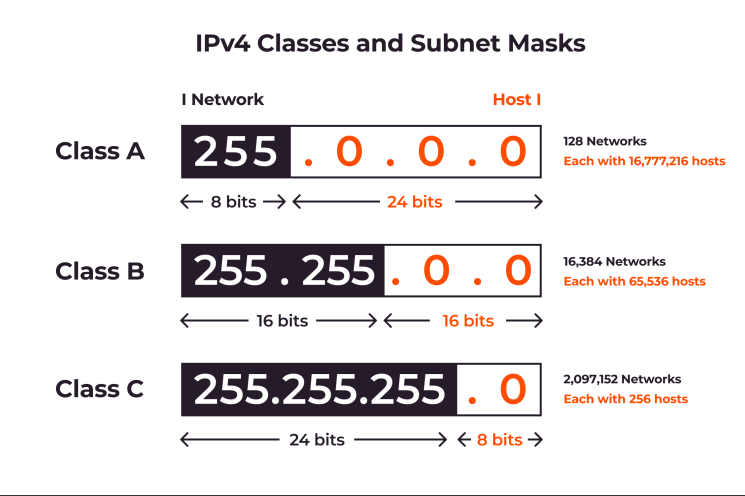 IPv4 Classes and Subnet Masks
I Network Host I
Class A 255 . 0 . 0 . 0 128 Networks
Each with 16,777,216 hosts
8 bits 24 bits
Class B 255 . 255 . 0 . 0 16,384 Networks
Each with 65,536 hosts
16 bits 16 bits
Class C 255.255.255 . 0 2,097,152 Networks
Each with 256 hosts
24 bits 8 bits